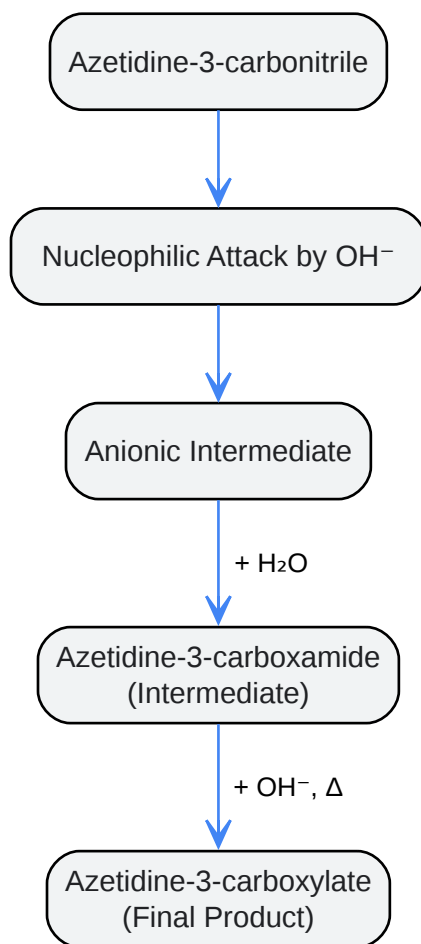 Azetidine-3-carbonitrile
Nucleophilic Attack by OH⁻
Anionic Intermediate
+ H₂O
Azetidine-3-carboxamide
(Intermediate)
+ OH⁻, Δ
Azetidine-3-carboxylate
(Final Product)